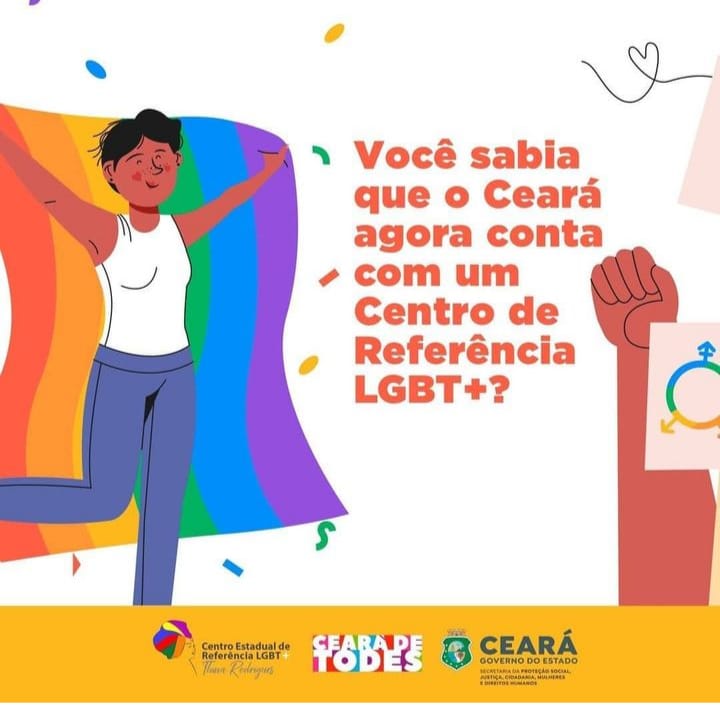 Você sabia
que o Ceará
agora conta
com um
Centro de
Referência
LGBT+?
Centro Estadual de
Referência LGBT+
Thina Rodrigues
CEARÁ DE
TODES
CEARÁ
GOVERNO DO ESTADO
SECRETARIA DA PROTEÇÃO SOCIAL,
JUSTIÇA, CIDADANIA, MULHERES
E DIREITOS HUMANOS